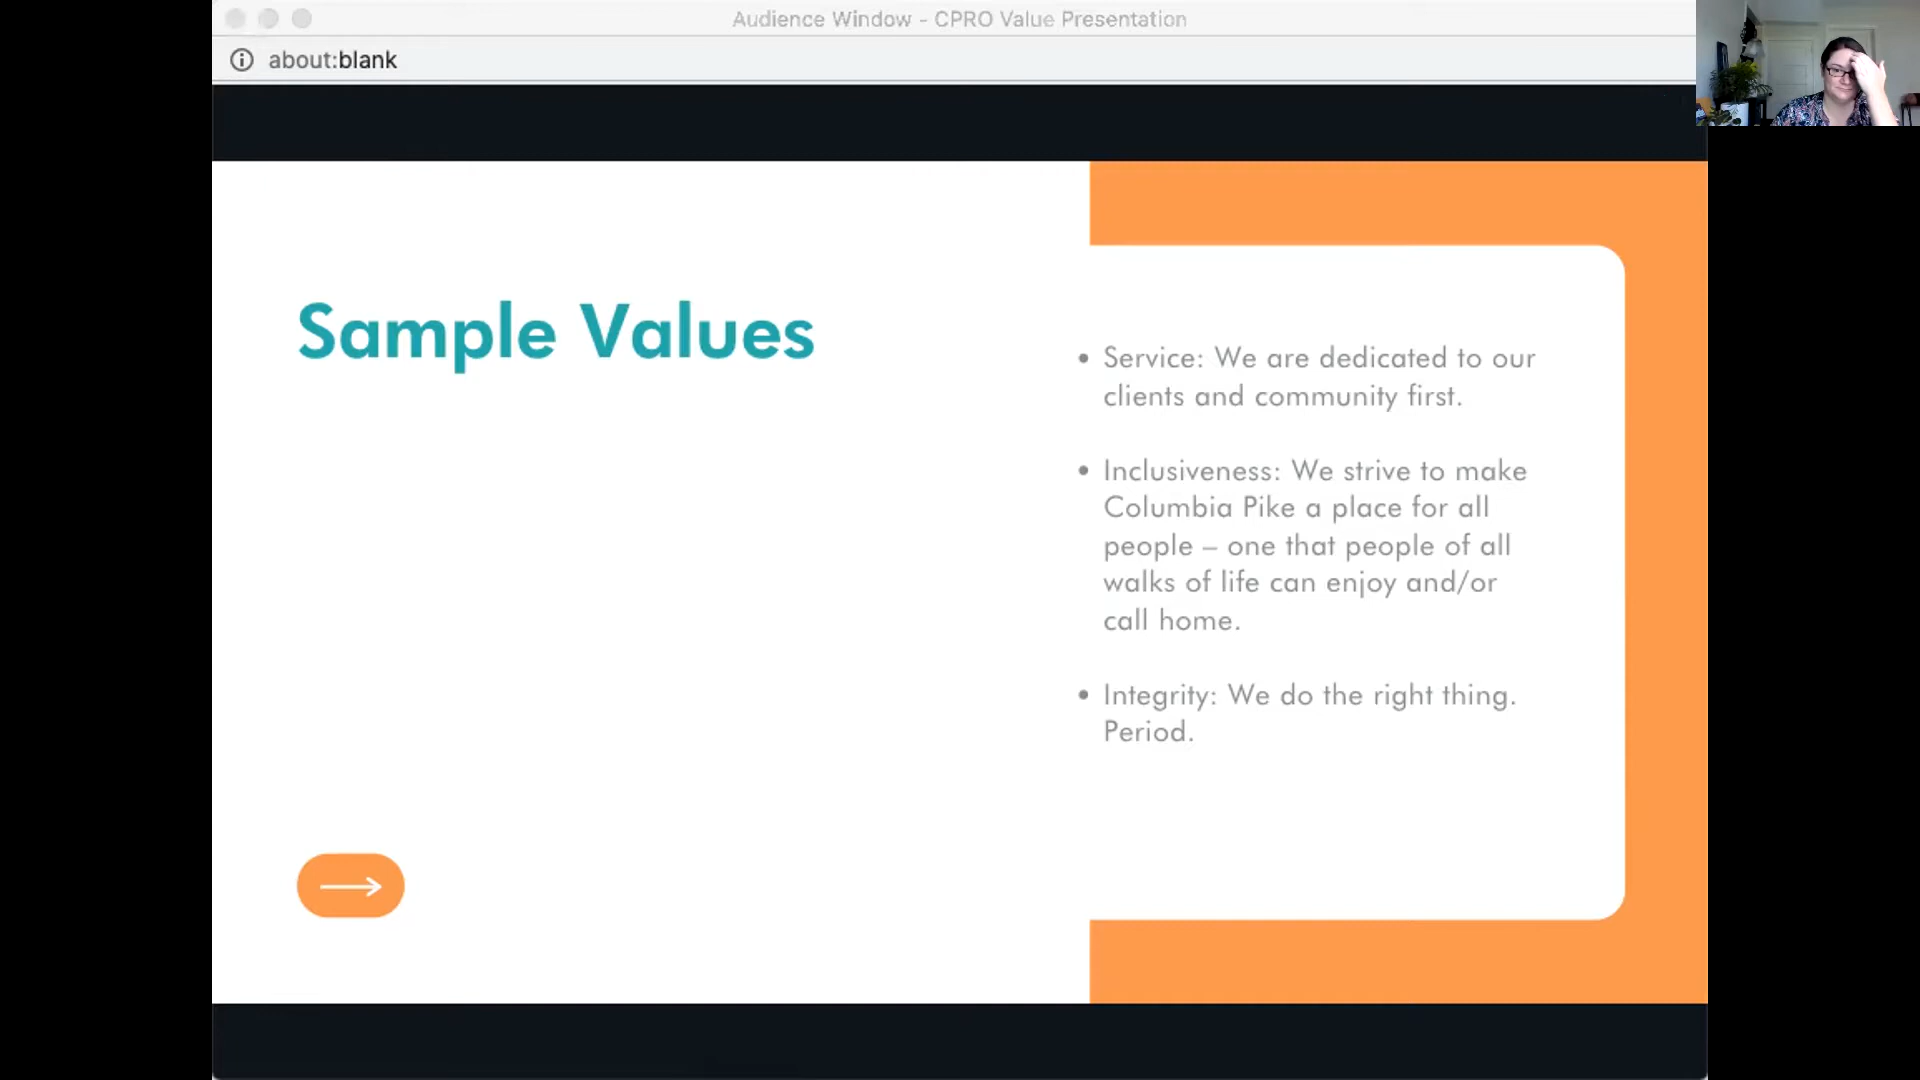 Audience Window - CPRO Value Presentation
about:blank
Sample Values
• Service: We are dedicated to our
clients and community first.
• Inclusiveness: We strive to make
Columbia Pike a place for all
people – one that people of all
walks of life can enjoy and/or
call home.
• Integrity: We do the right thing.
Period.